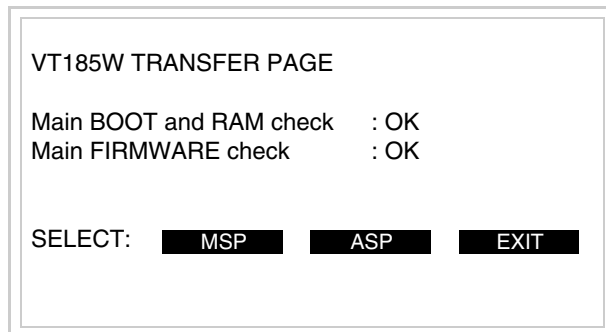 VT185W TRANSFER PAGE
Main BOOT and RAM check : OK
Main FIRMWARE check : OK
SELECT: MSP ASP EXIT